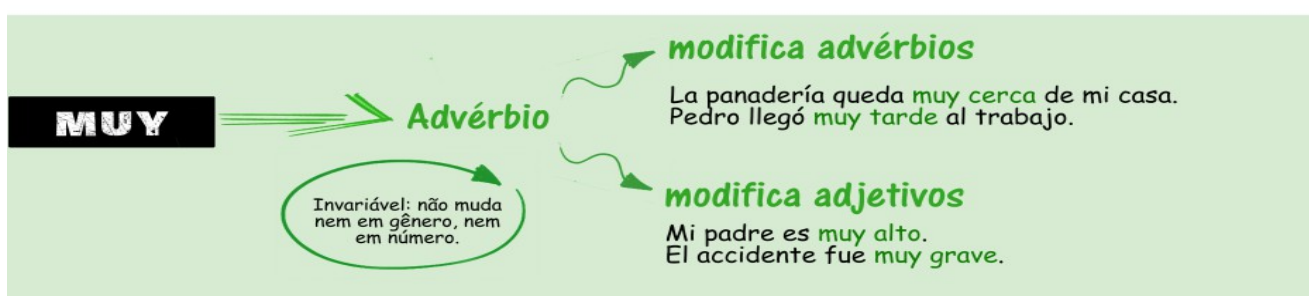 MUY
Advérbio
Invariável: não muda
nem em gênero, nem
em número.
modifica advérbios
La panadería queda muy cerca de mi casa.
Pedro llegó muy tarde al trabajo.
modifica adjetivos
Mi padre es muy alto.
El accidente fue muy grave.